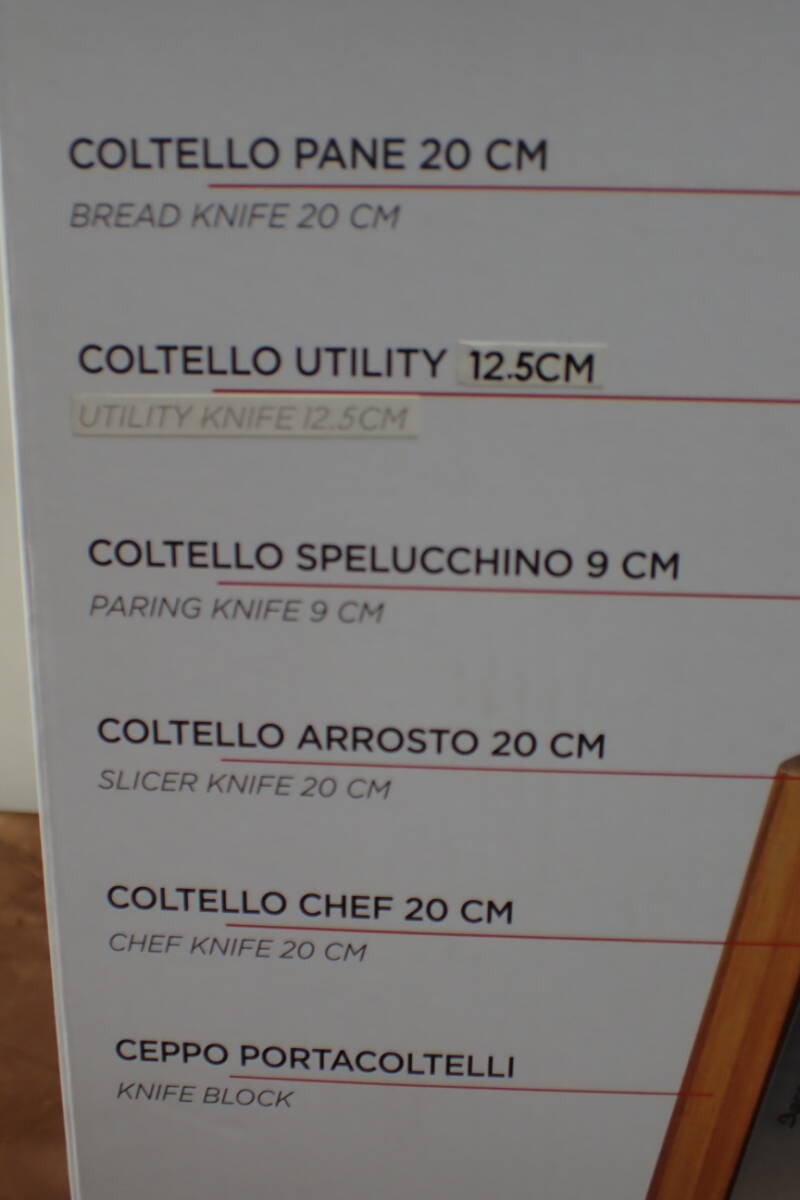 COLTELLO PANE 20 CM
BREAD KNIFE 20 CM
COLTELLO UTILITY 12.5CM
UTILITY KNIFE 12.5CM
COLTELLO SPELUCCHINO 9 CM
PARING KNIFE 9 CM
COLTELLO ARROSTO 20 CM
SLICER KNIFE 20 CM
COLTELLO CHEF 20 CM
CHEF KNIFE 20 CM
CEPPO PORTACOLTELLI
KNIFE BLOCK